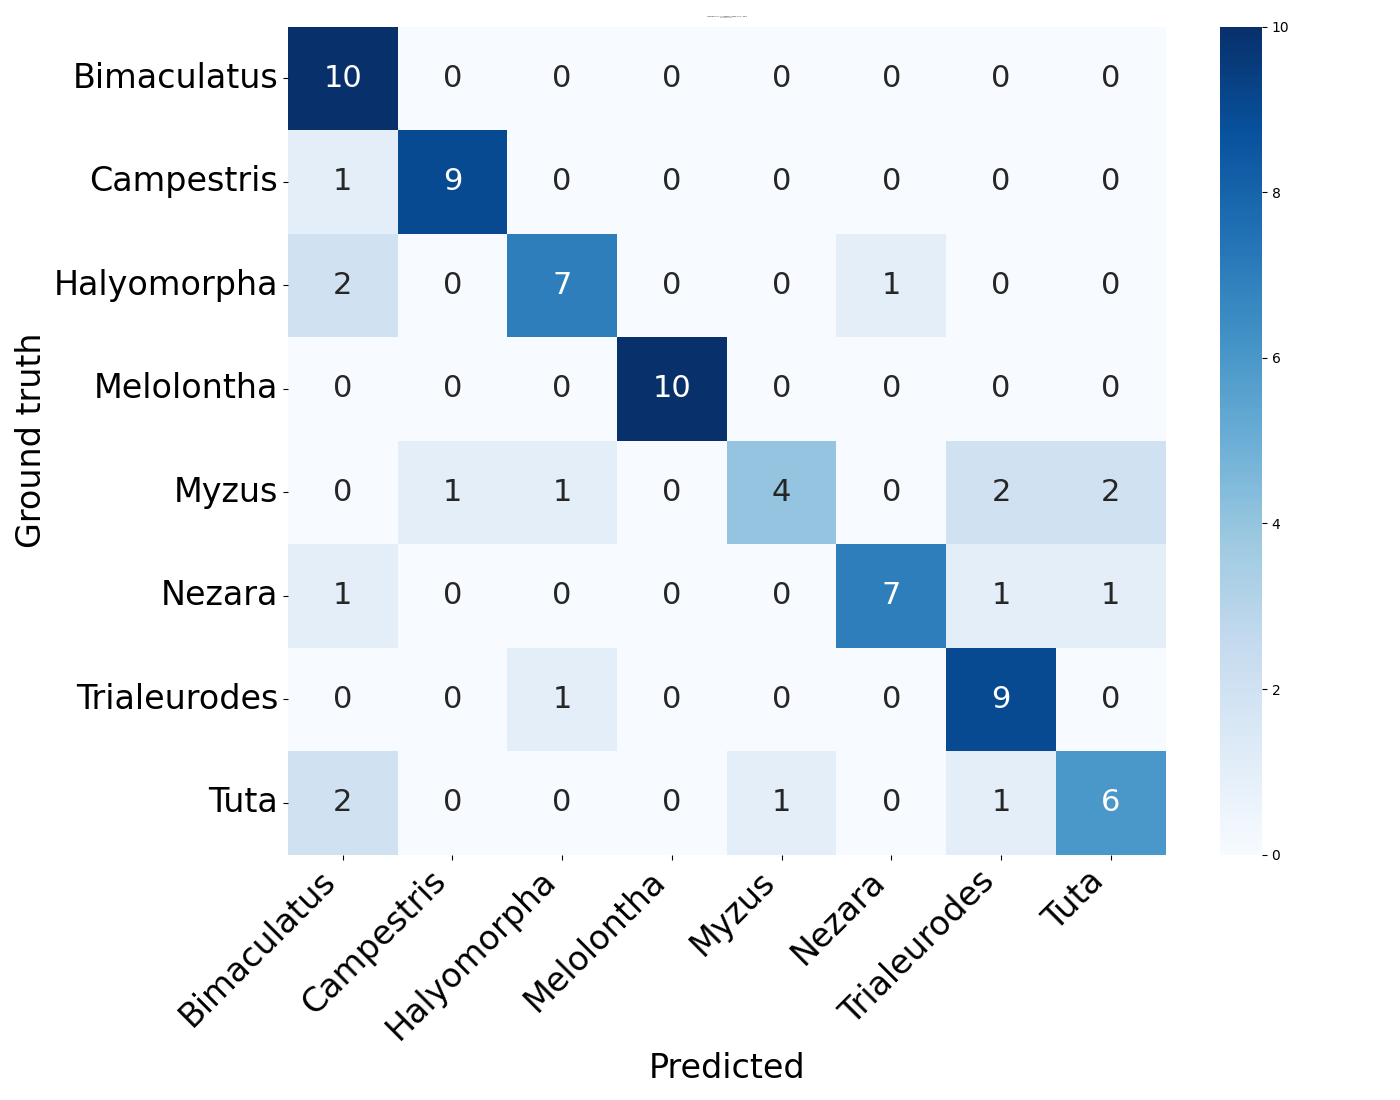 Bimaculatus 10 0 0 0 0 0 0 0
Campestris 1 9 0 0 0 0 0 0
Halyomorpha 2 0 7 0 0 1 0 0
Melolontha 0 0 0 10 0 0 0 0
Myzus 0 1 1 0 4 0 2 2
Nezara 1 0 0 0 0 7 1 1
Trialeurodes 0 0 1 0 0 0 9 0
Tuta 2 0 0 0 1 0 1 6
Ground truth
Bimaculatus Campestris Halyomorpha Melolontha Myzus Nezara Trialeurodes Tuta
Predicted
10
8
6
4
2
0